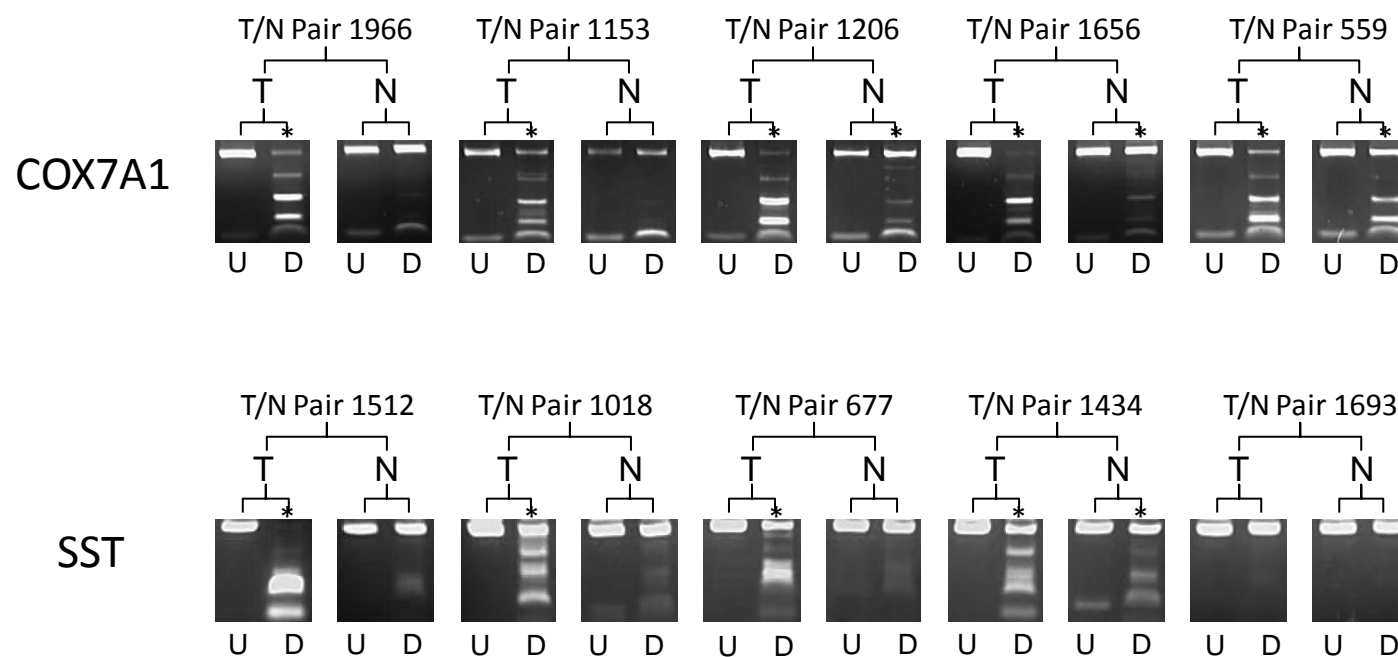 T/N Pair 1966 T/N Pair 1153 T/N Pair 1206 T/N Pair 1656 T/N Pair 559
T N T N T N T N T N
* * * * * * * *
COX7A1
U D U D U D U D U D U D U D U D U D U D
T/N Pair 1512 T/N Pair 1018 T/N Pair 677 T/N Pair 1434 T/N Pair 1693
T N T N T N T N T N
* * * * *
SST
U D U D U D U D U D U D U D U D U D U D